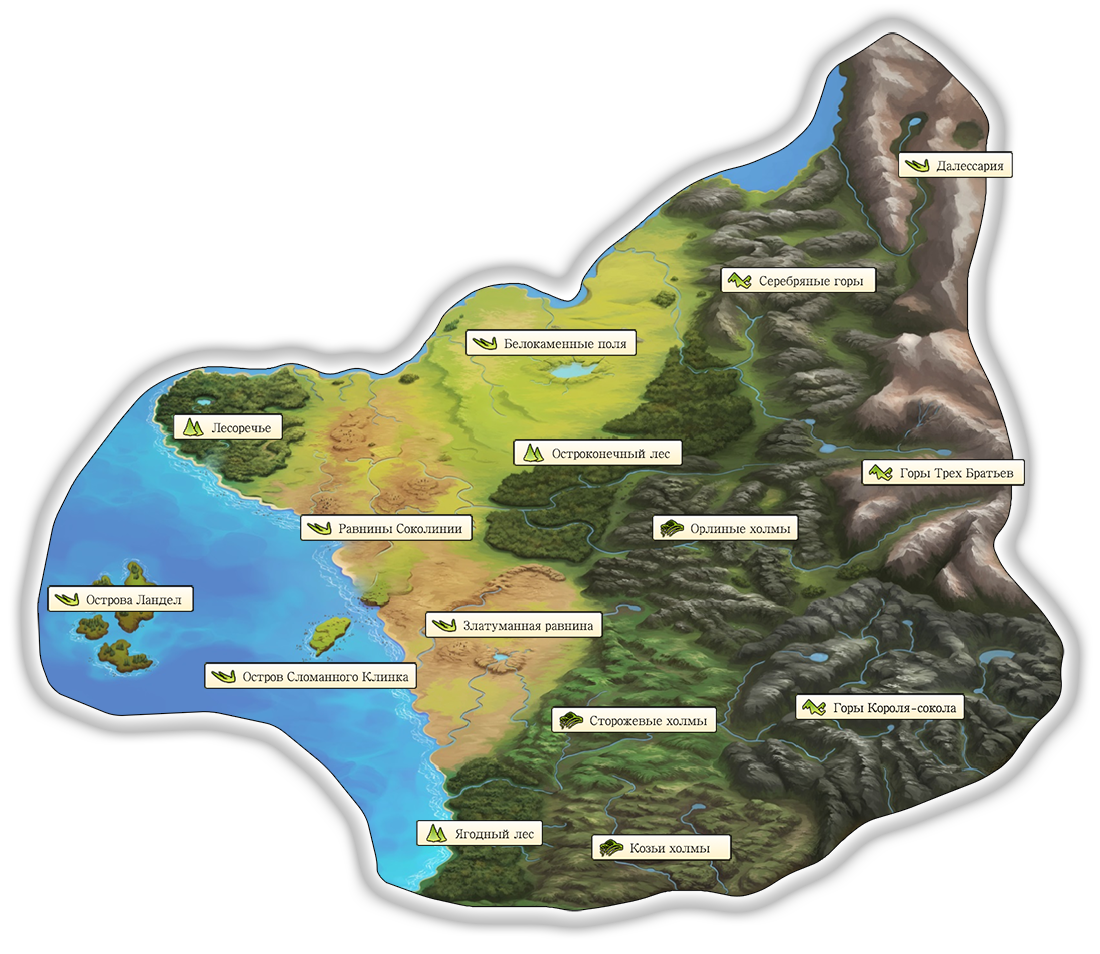 Далессария
Серебряные горы
Белокаменные поля
Лесоречье
Остроконечный лес
Горы Трех Братьев
Равнины Соколинии
Орлиные холмы
Острова Ландел
Златуманная равнина
Остров Сломанного Клинка
Сторожевые холмы
Горы Короля-сокола
Ягодный лес
Козьи холмы